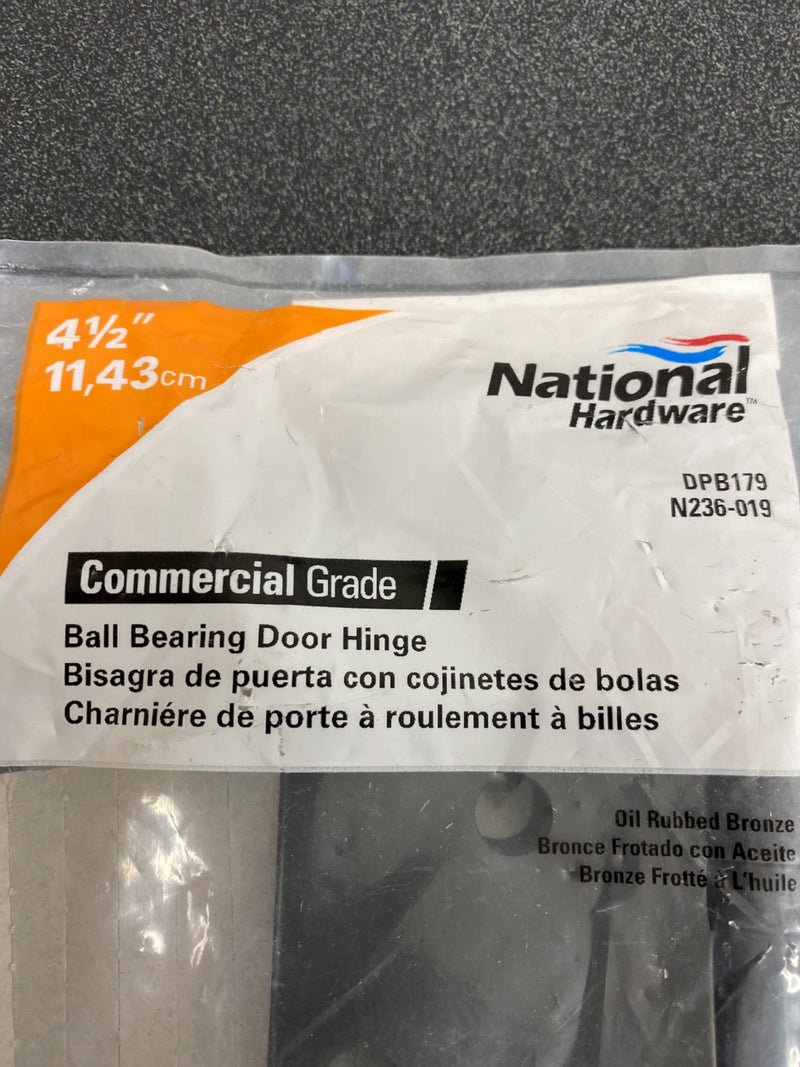 4½"
11,43cm
National
Hardware™
DPB179
N236-019
Commercial Grade
Ball Bearing Door Hinge
Bisagra de puerta con cojinetes de bolas
Charniére de porte à roulement à billes
Oil Rubbed Bronze
Bronce Frotado con Aceite
Bronze Frotté à L'huile